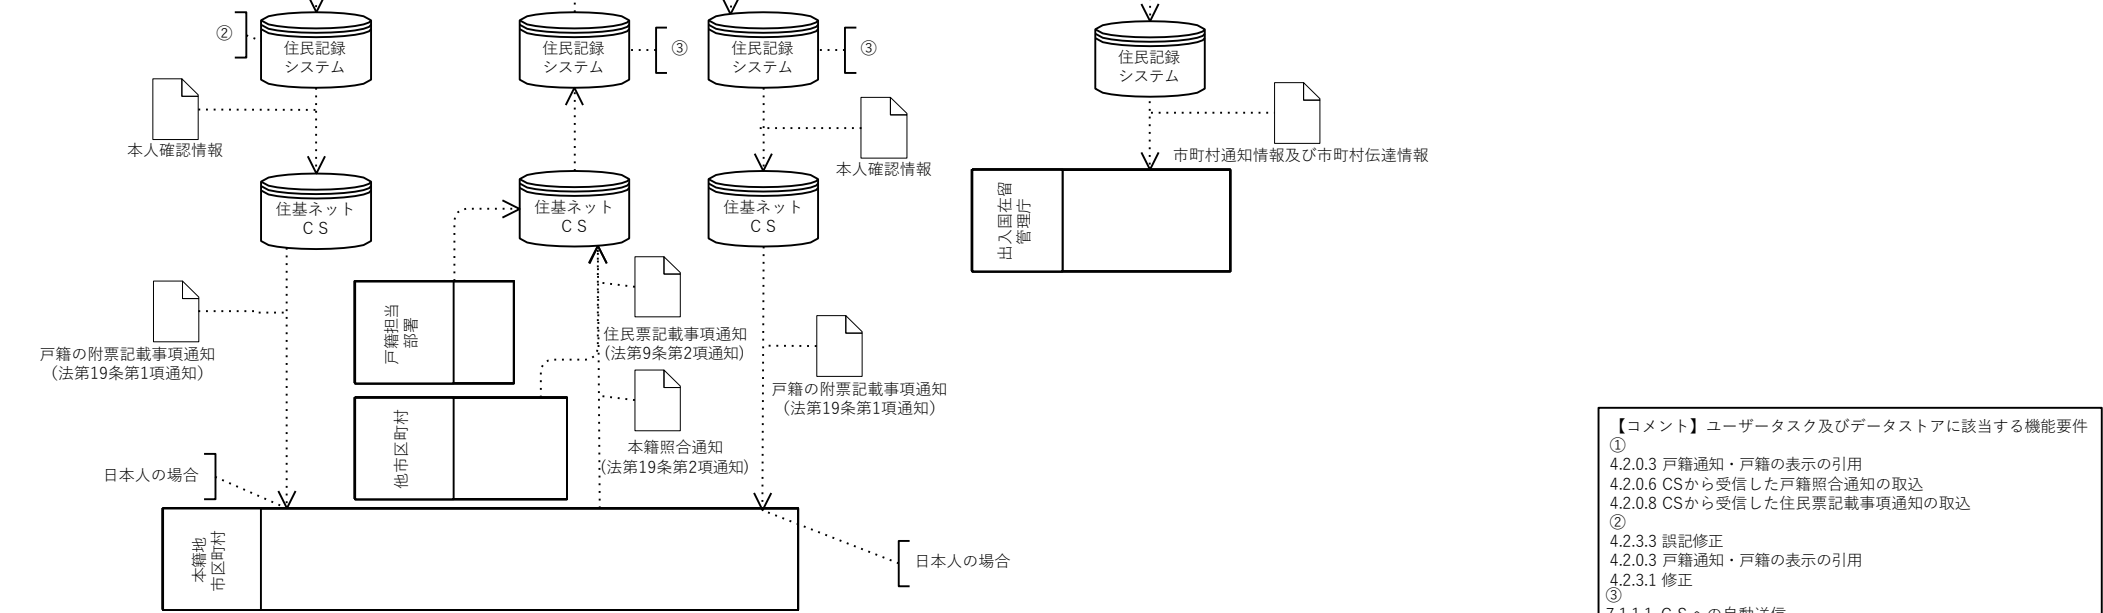 ②
住民記録
システム
住民記録
システム
③
住民記録
システム
③
住民記録
システム
本人確認情報
本人確認情報
市町村通知情報及び市町村伝達情報
住基ネット
ＣＳ
住基ネット
ＣＳ
住基ネット
ＣＳ
出入国在留
管理庁
戸籍の附票記載事項通知
（法第19条第1項通知）
戸籍担当
部署
住民票記載事項通知
(法第9条第2項通知)
戸籍の附票記載事項通知
（法第19条第1項通知）
他市区町村
本籍照合通知
(法第19条第2項通知)
日本人の場合
本籍地
市区町村
日本人の場合
【コメント】ユーザータスク及びデータストアに該当する機能要件
①
4.2.0.3 戸籍通知・戸籍の表示の引用
4.2.0.6 CSから受信した戸籍照合通知の取込
4.2.0.8 CSから受信した住民票記載事項通知の取込
②
4.2.3.3 誤記修正
4.2.0.3 戸籍通知・戸籍の表示の引用
4.2.3.1 修正
③
7.1.1.1 ＣＳへの自動送信